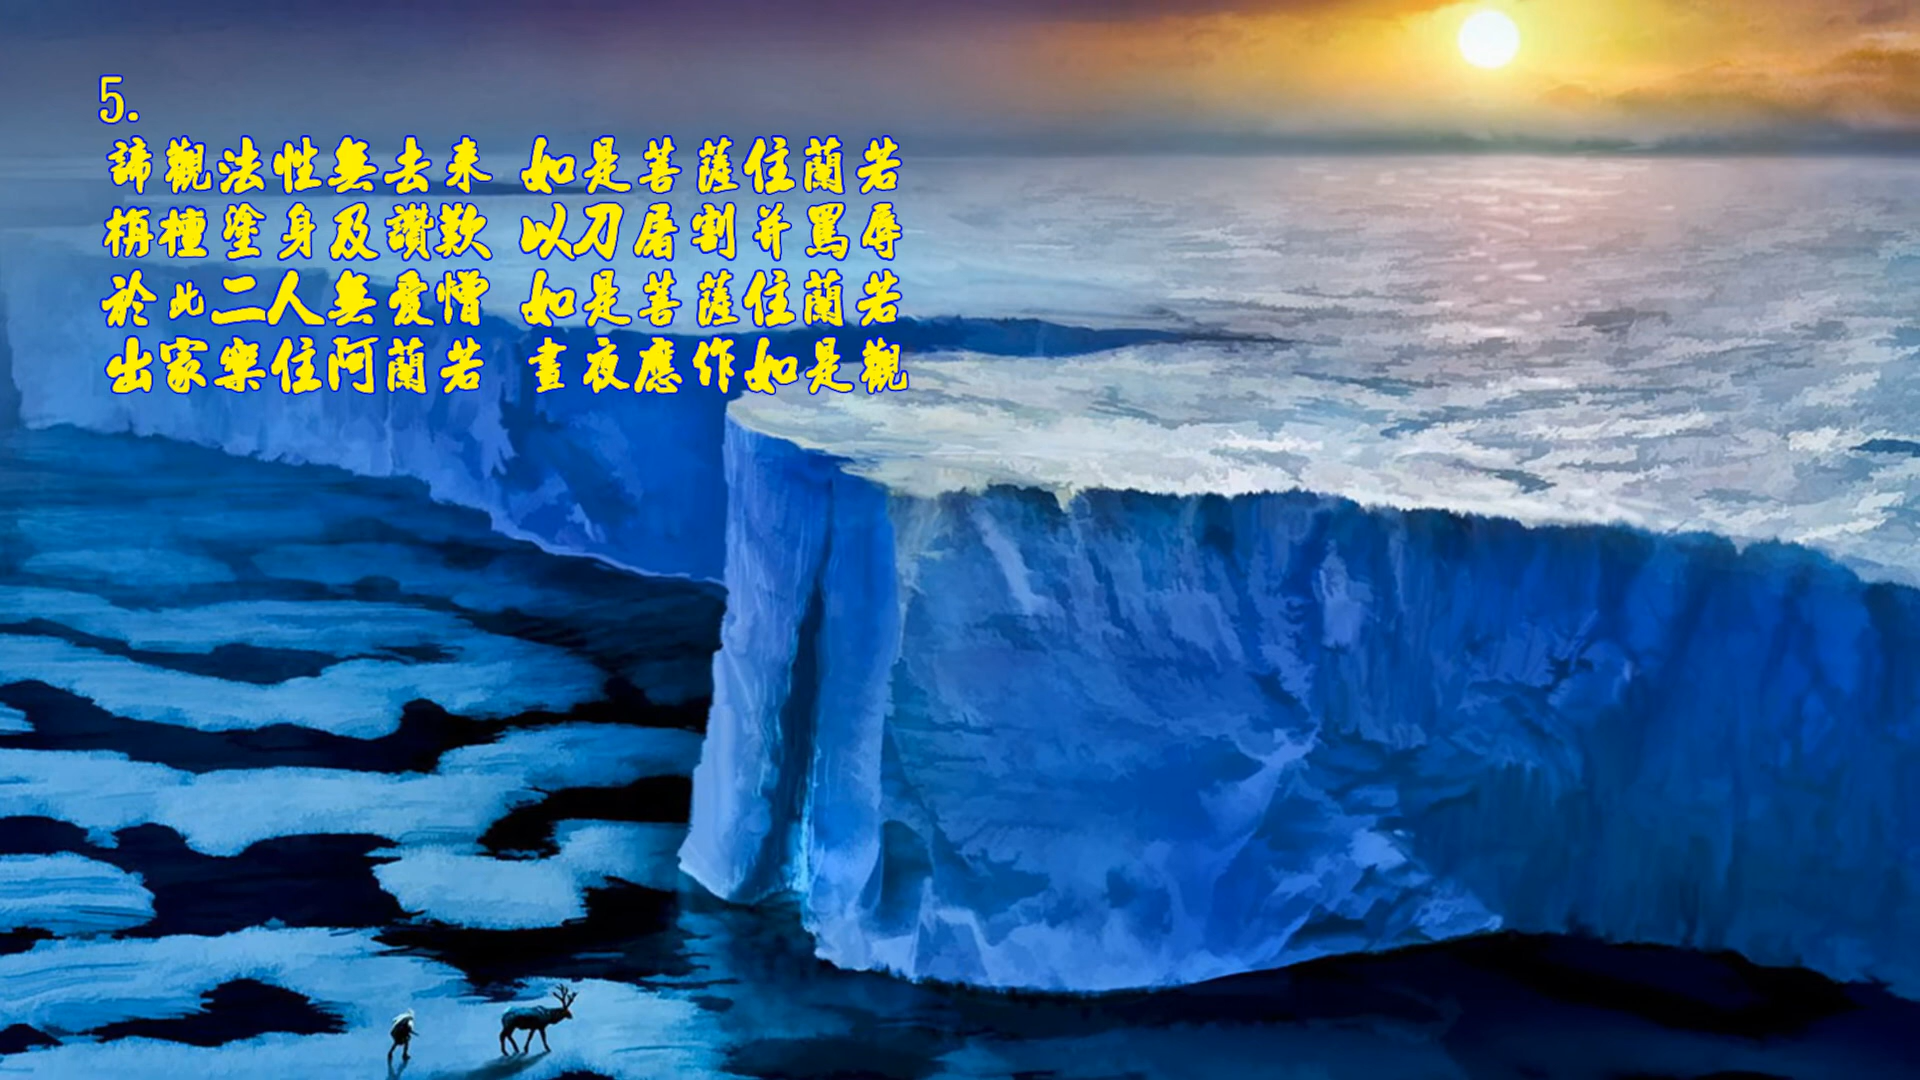 5.
諦觀法性無去来 如是菩薩住蘭若
栴檀塗身及讚歎 以刀屠割并罵辱
於此二人無愛憎 如是菩薩住蘭若
出家樂住阿蘭若 晝夜應作如是觀